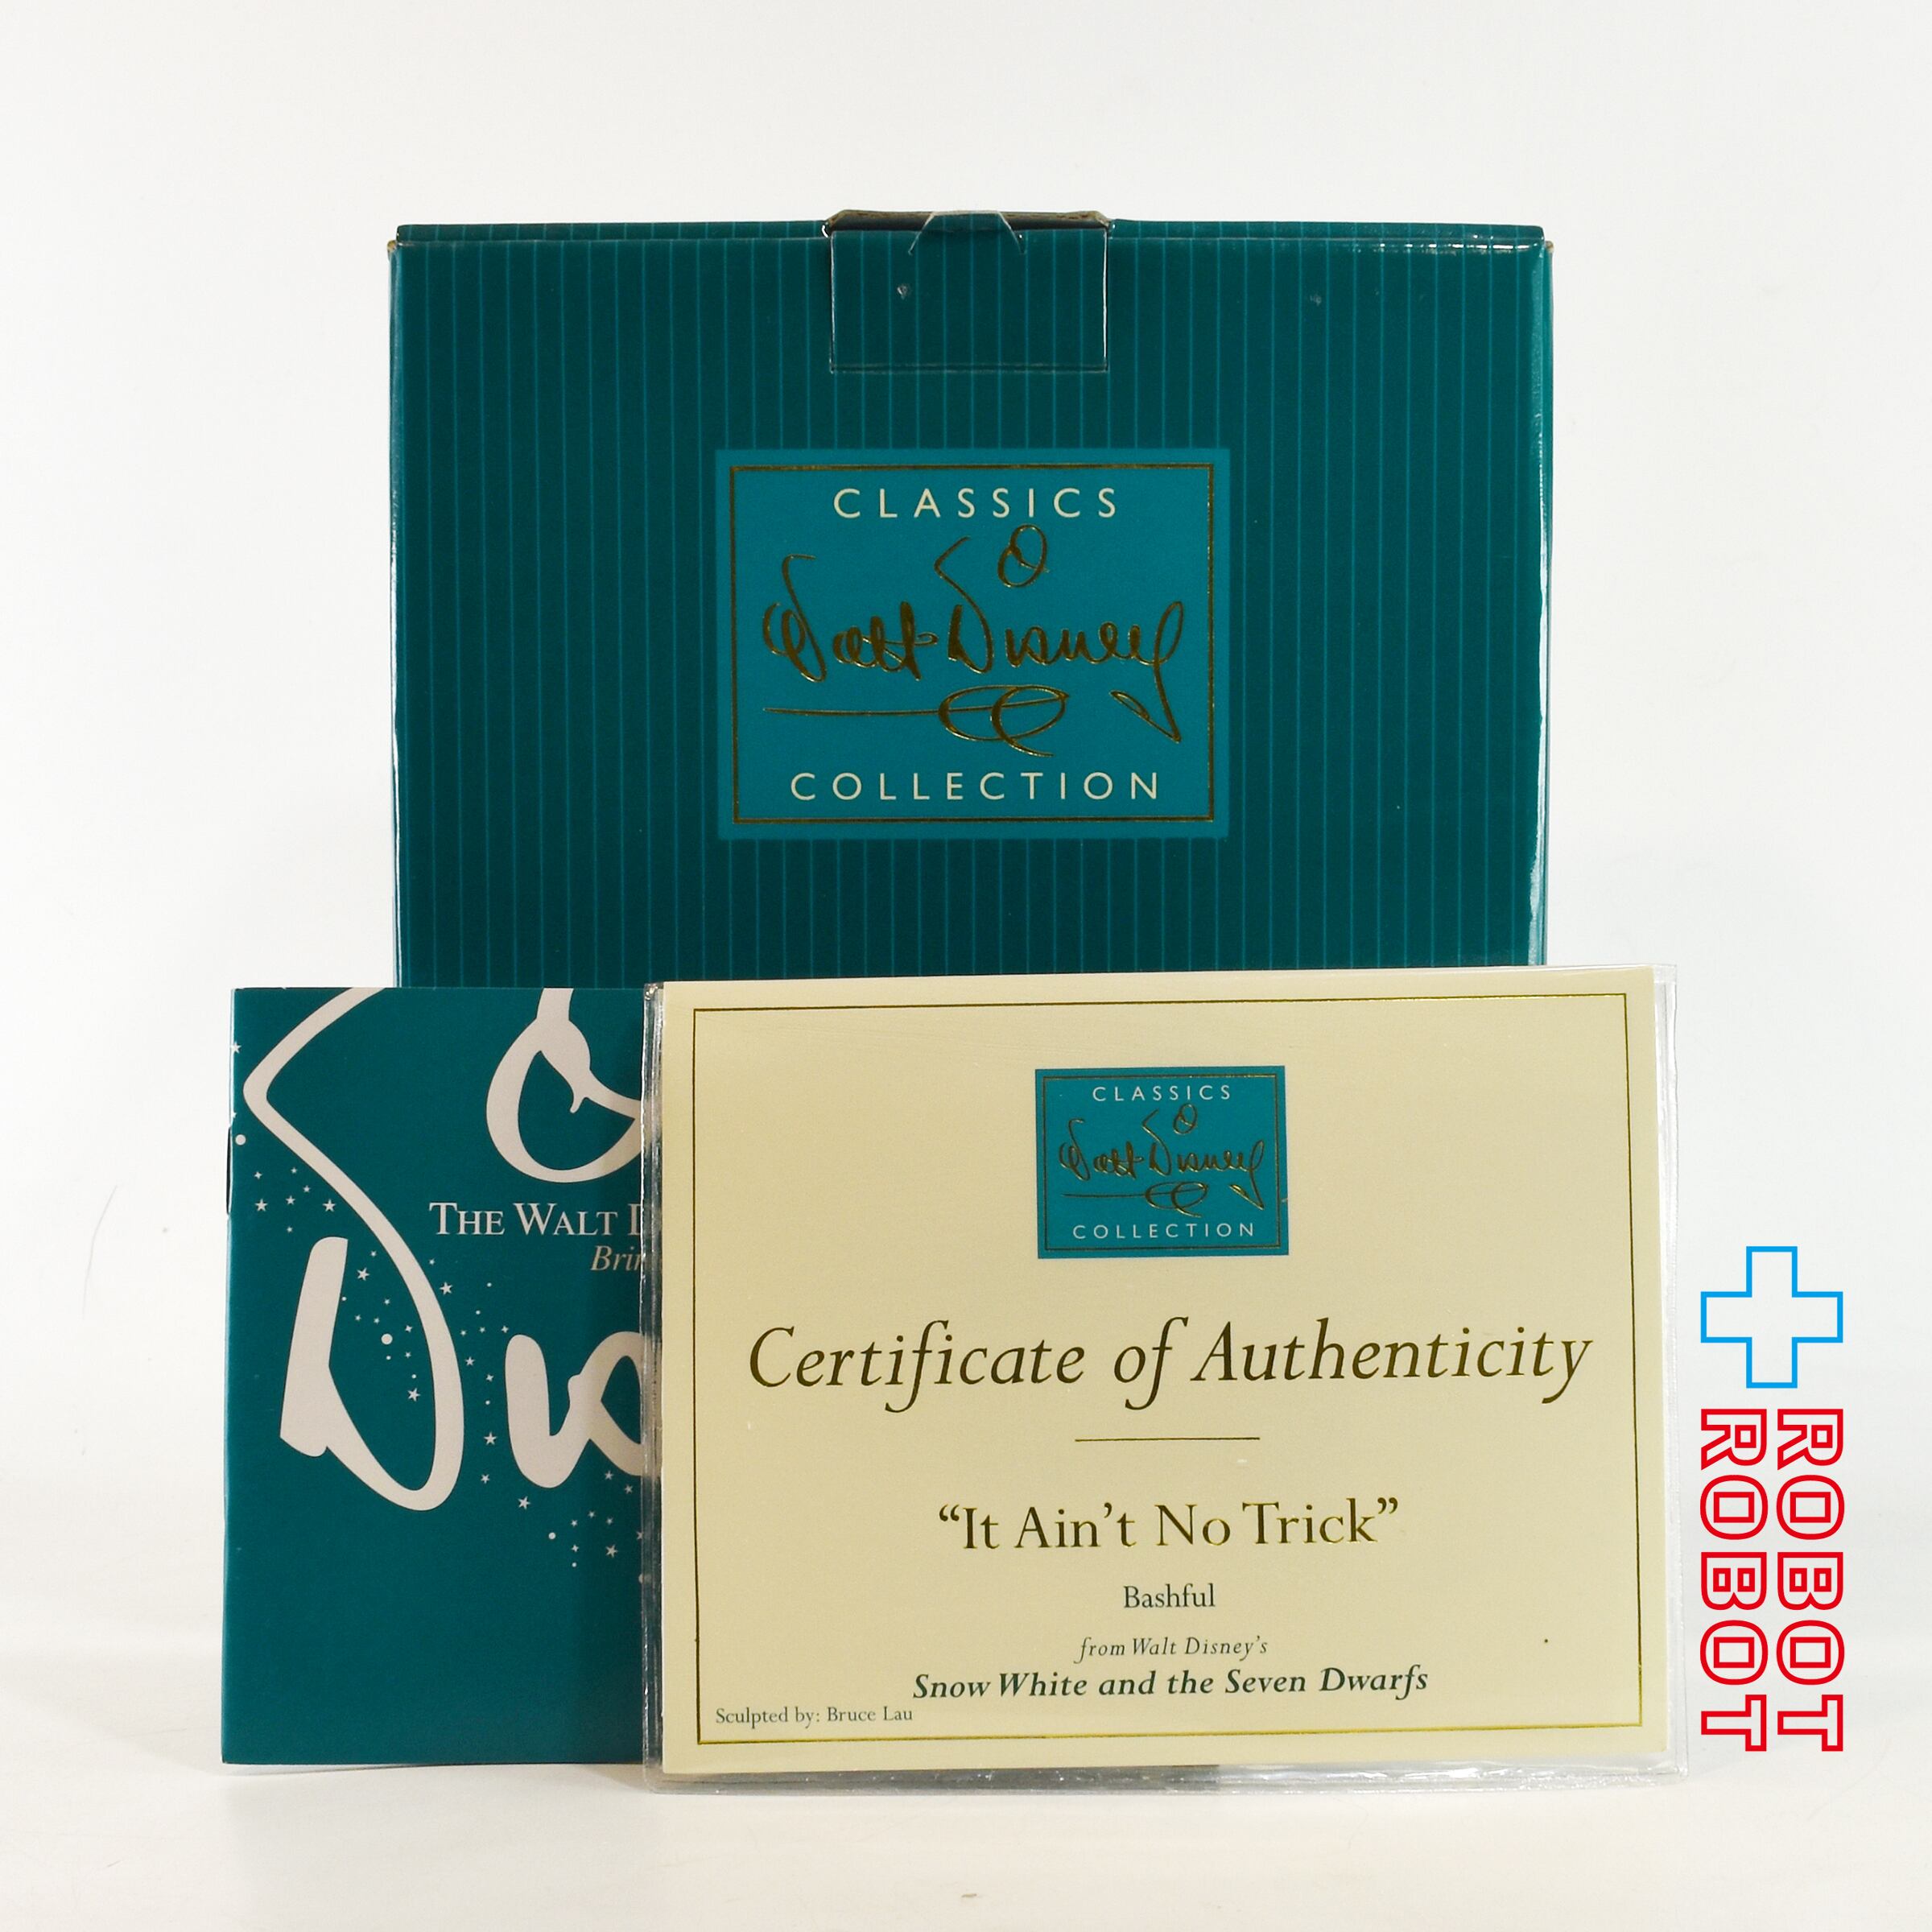 CLASSICS
Walt Disney
COLLECTION
THE WALT D
Brin
CLASSICS
Walt Disney
COLLECTION
Certificate of Authenticity
“It Ain’t No Trick”
Bashful
from Walt Disney’s
Snow White and the Seven Dwarfs
Sculpted by: Bruce Lau
ROBOT
ROBOT